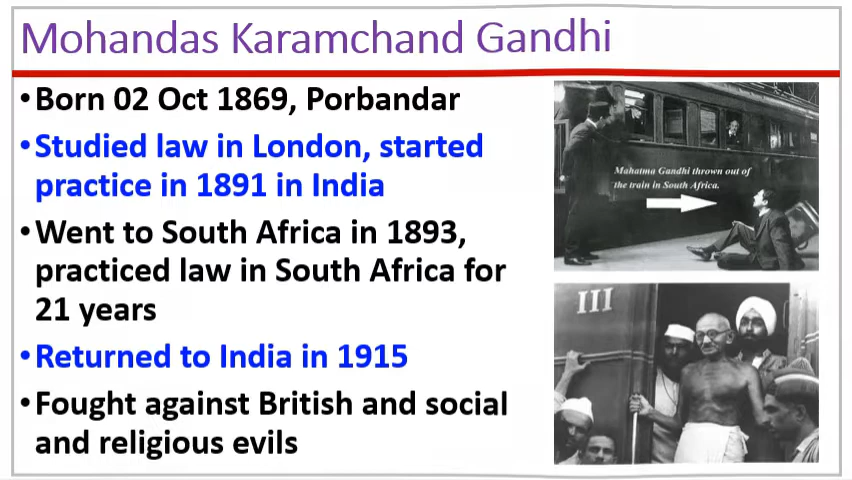 Mohandas Karamchand Gandhi
•Born 02 Oct 1869, Porbandar
•Studied law in London, started
practice in 1891 in India
•Went to South Africa in 1893,
practiced law in South Africa for
21 years
•Returned to India in 1915
•Fought against British and social
and religious evils
Mahatma Gandhi thrown out of
the train in South Africa.
III